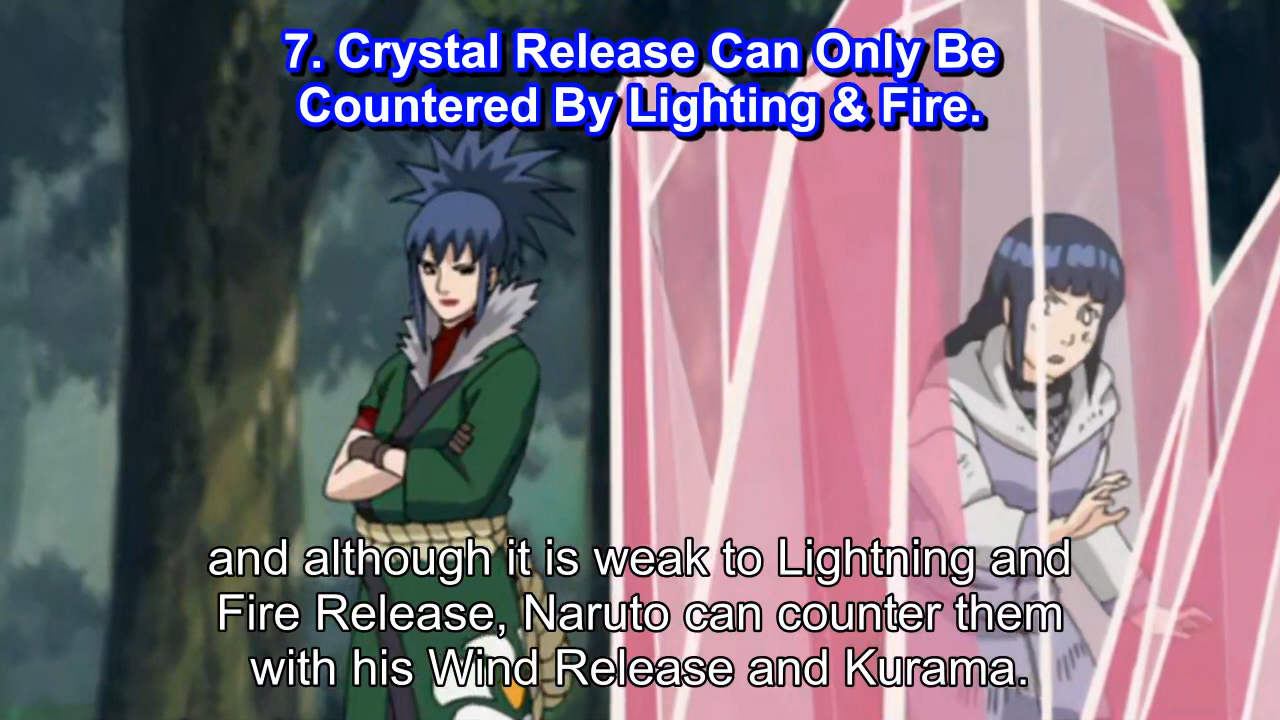 7. Crystal Release Can Only Be
Countered By Lighting & Fire.
and although it is weak to Lightning and
Fire Release, Naruto can counter them
with his Wind Release and Kurama.